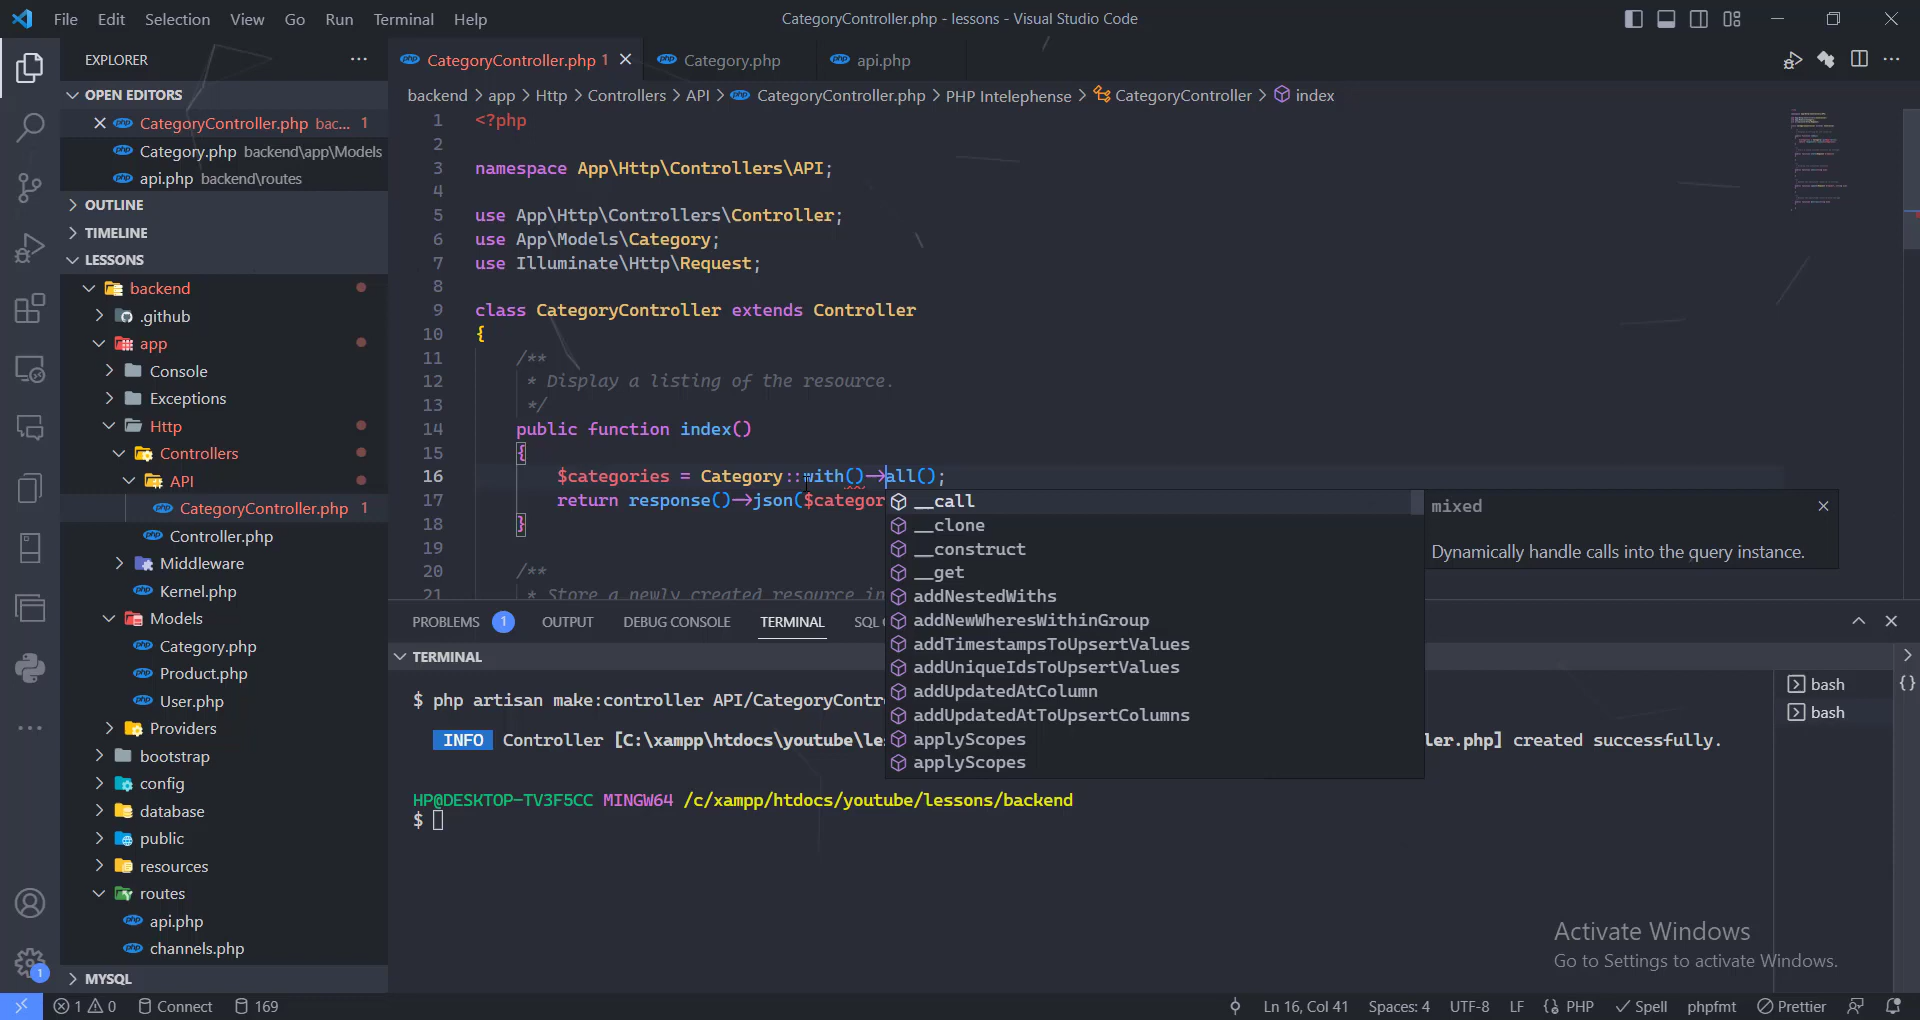 File Edit Selection View Go Run Terminal Help
CategoryController.php - lessons - Visual Studio Code
EXPLORER
OPEN EDITORS
CategoryController.php bac... 1
Category.php backend\app\Models
api.php backend\routes
OUTLINE
TIMELINE
LESSONS
backend
.github
app
Console
Exceptions
Http
Controllers
API
CategoryController.php 1
Controller.php
Middleware
Kernel.php
Models
Category.php
Product.php
User.php
Providers
bootstrap
config
database
public
resources
routes
api.php
channels.php
MYSQL
CategoryController.php 1 Category.php api.php
backend > app > Http > Controllers > API > CategoryController.php > PHP Intelephense > CategoryController > index
1 <?php
2
3 namespace App\Http\Controllers\API;
4
5 use App\Http\Controllers\Controller;
6 use App\Models\Category;
7 use Illuminate\Http\Request;
8
9 class CategoryController extends Controller
10 {
11 /**
12 * Display a listing of the resource.
13 */
14 public function index()
15 {
16 $categories = Category::with()->all();
17 return response()->json($categor
18 }
19
20 /**
21 * Store a newly created resource in
__call
__clone
__construct
__get
addNestedWiths
addNewWheresWithinGroup
addTimestampsToUpsertValues
addUniqueIdsToUpsertValues
addUpdatedAtColumn
addUpdatedAtToUpsertColumns
applyScopes
applyScopes
mixed
Dynamically handle calls into the query instance.
PROBLEMS 1 OUTPUT DEBUG CONSOLE TERMINAL SQL
TERMINAL
$ php artisan make:controller API/CategoryContr
INFO Controller [C:\xampp\htdocs\youtube\le ler.php] created successfully.
HP@DESKTOP-TV3F5CC MINGW64 /c/xampp/htdocs/youtube/lessons/backend
$
bash
bash
Activate Windows
Go to Settings to activate Windows.
1 0 Connect 169
Ln 16, Col 41 Spaces: 4 UTF-8 LF {} PHP Spell phpfmt Prettier